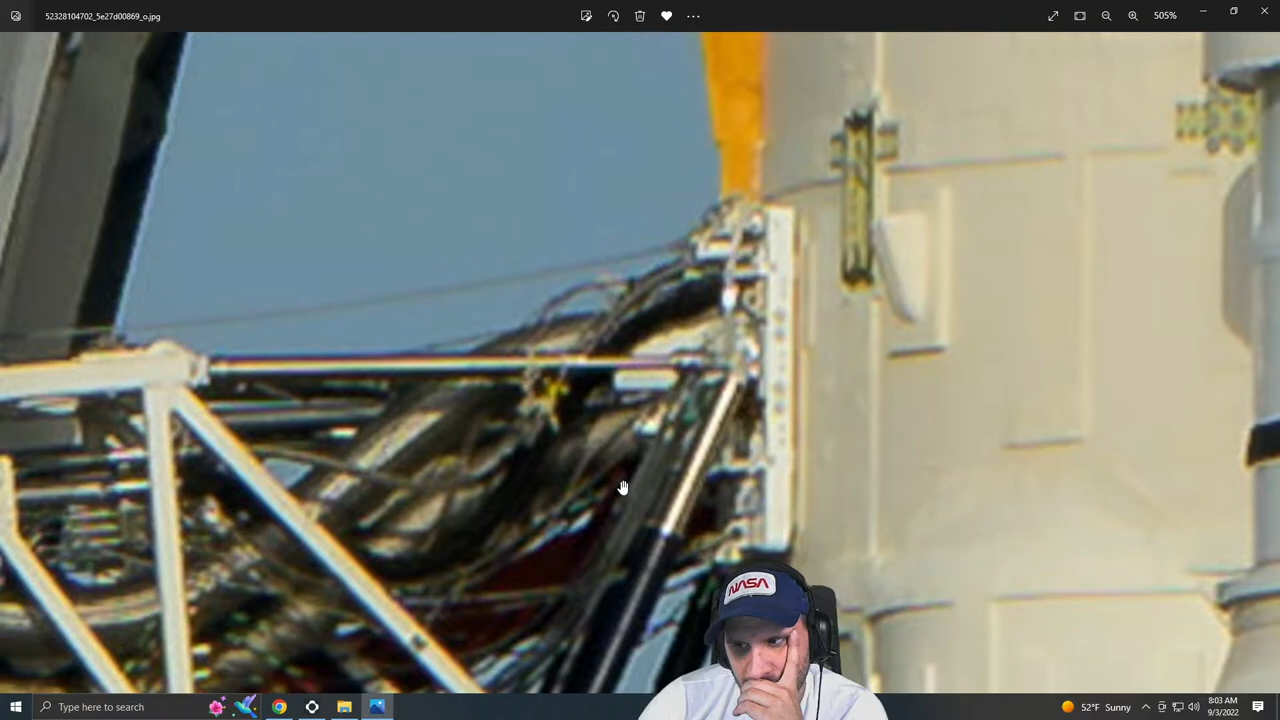 52328104702_5e27d00869_o.jpg
505%
NASA
Type here to search
52°F Sunny
8:03 AM
9/3/2022